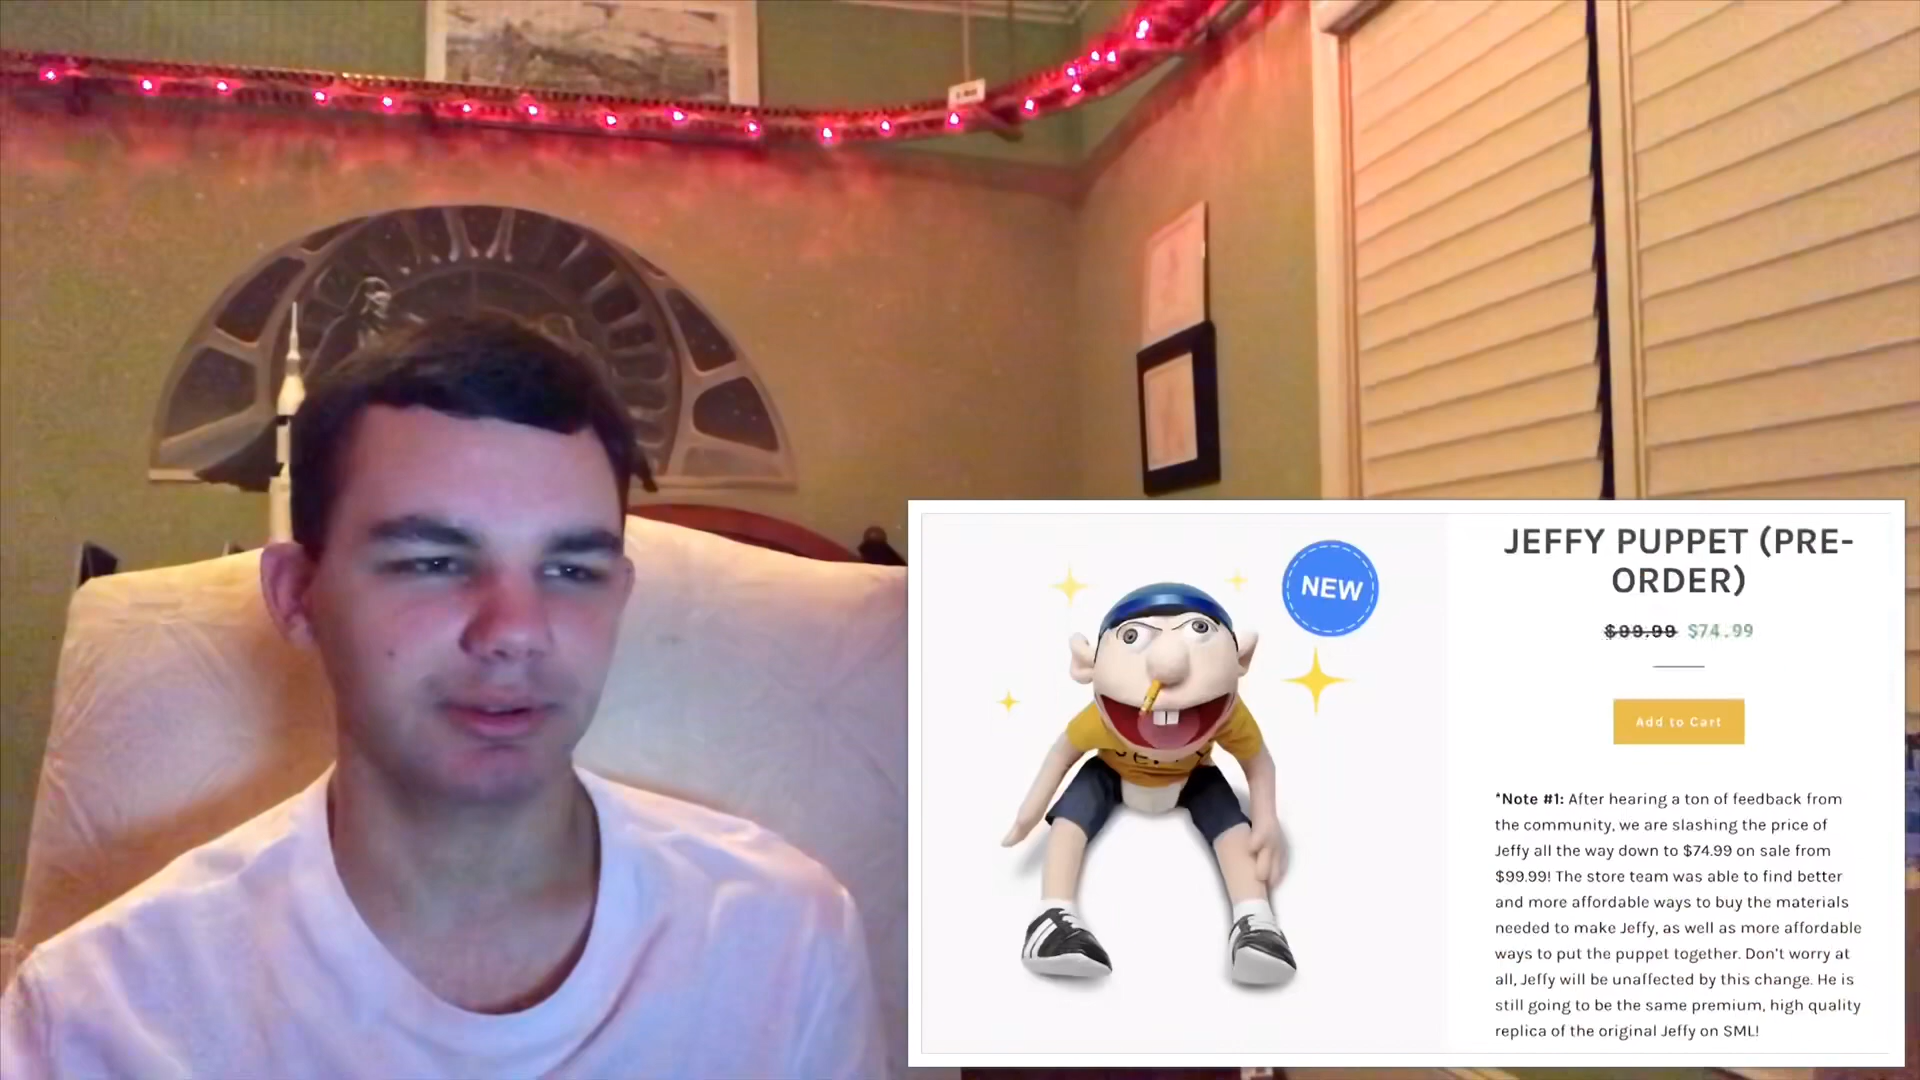 JEFFY PUPPET (PRE-
ORDER)
NEW
$99.99 $74.99
Add to Cart
*Note #1: After hearing a ton of feedback from
the community, we are slashing the price of
Jeffy all the way down to $74.99 on sale from
$99.99! The store team was able to find better
and more affordable ways to buy the materials
needed to make Jeffy, as well as more affordable
ways to put the puppet together. Don't worry at
all, Jeffy will be unaffected by this change. He is
still going to be the same premium, high quality
replica of the original Jeffy on SML!